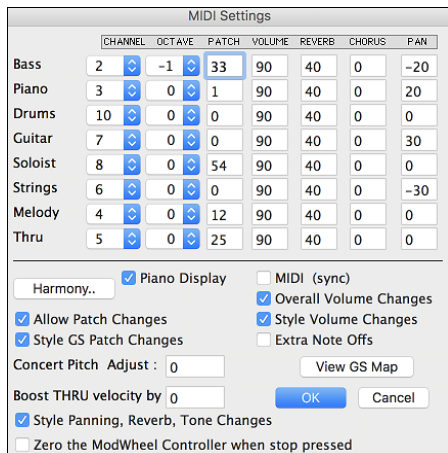 MIDI Settings
CHANNEL OCTAVE PATCH VOLUME REVERB CHORUS PAN
Bass 2 -1 33 90 40 0 -20
Piano 3 0 1 90 40 0 20
Drums 10 0 0 90 40 0 0
Guitar 7 0 0 90 40 0 30
Soloist 8 0 54 90 40 0 0
Strings 6 0 0 90 40 0 -30
Melody 4 0 12 90 40 0 0
Thru 5 0 25 90 40 0 0
Harmony.. Piano Display MIDI (sync)
Overall Volume Changes
Allow Patch Changes Style Volume Changes
Style GS Patch Changes Extra Note Offs
Concert Pitch Adjust : 0 View GS Map
Boost THRU velocity by 0 OK Cancel
Style Panning, Reverb, Tone Changes
Zero the ModWheel Controller when stop pressed